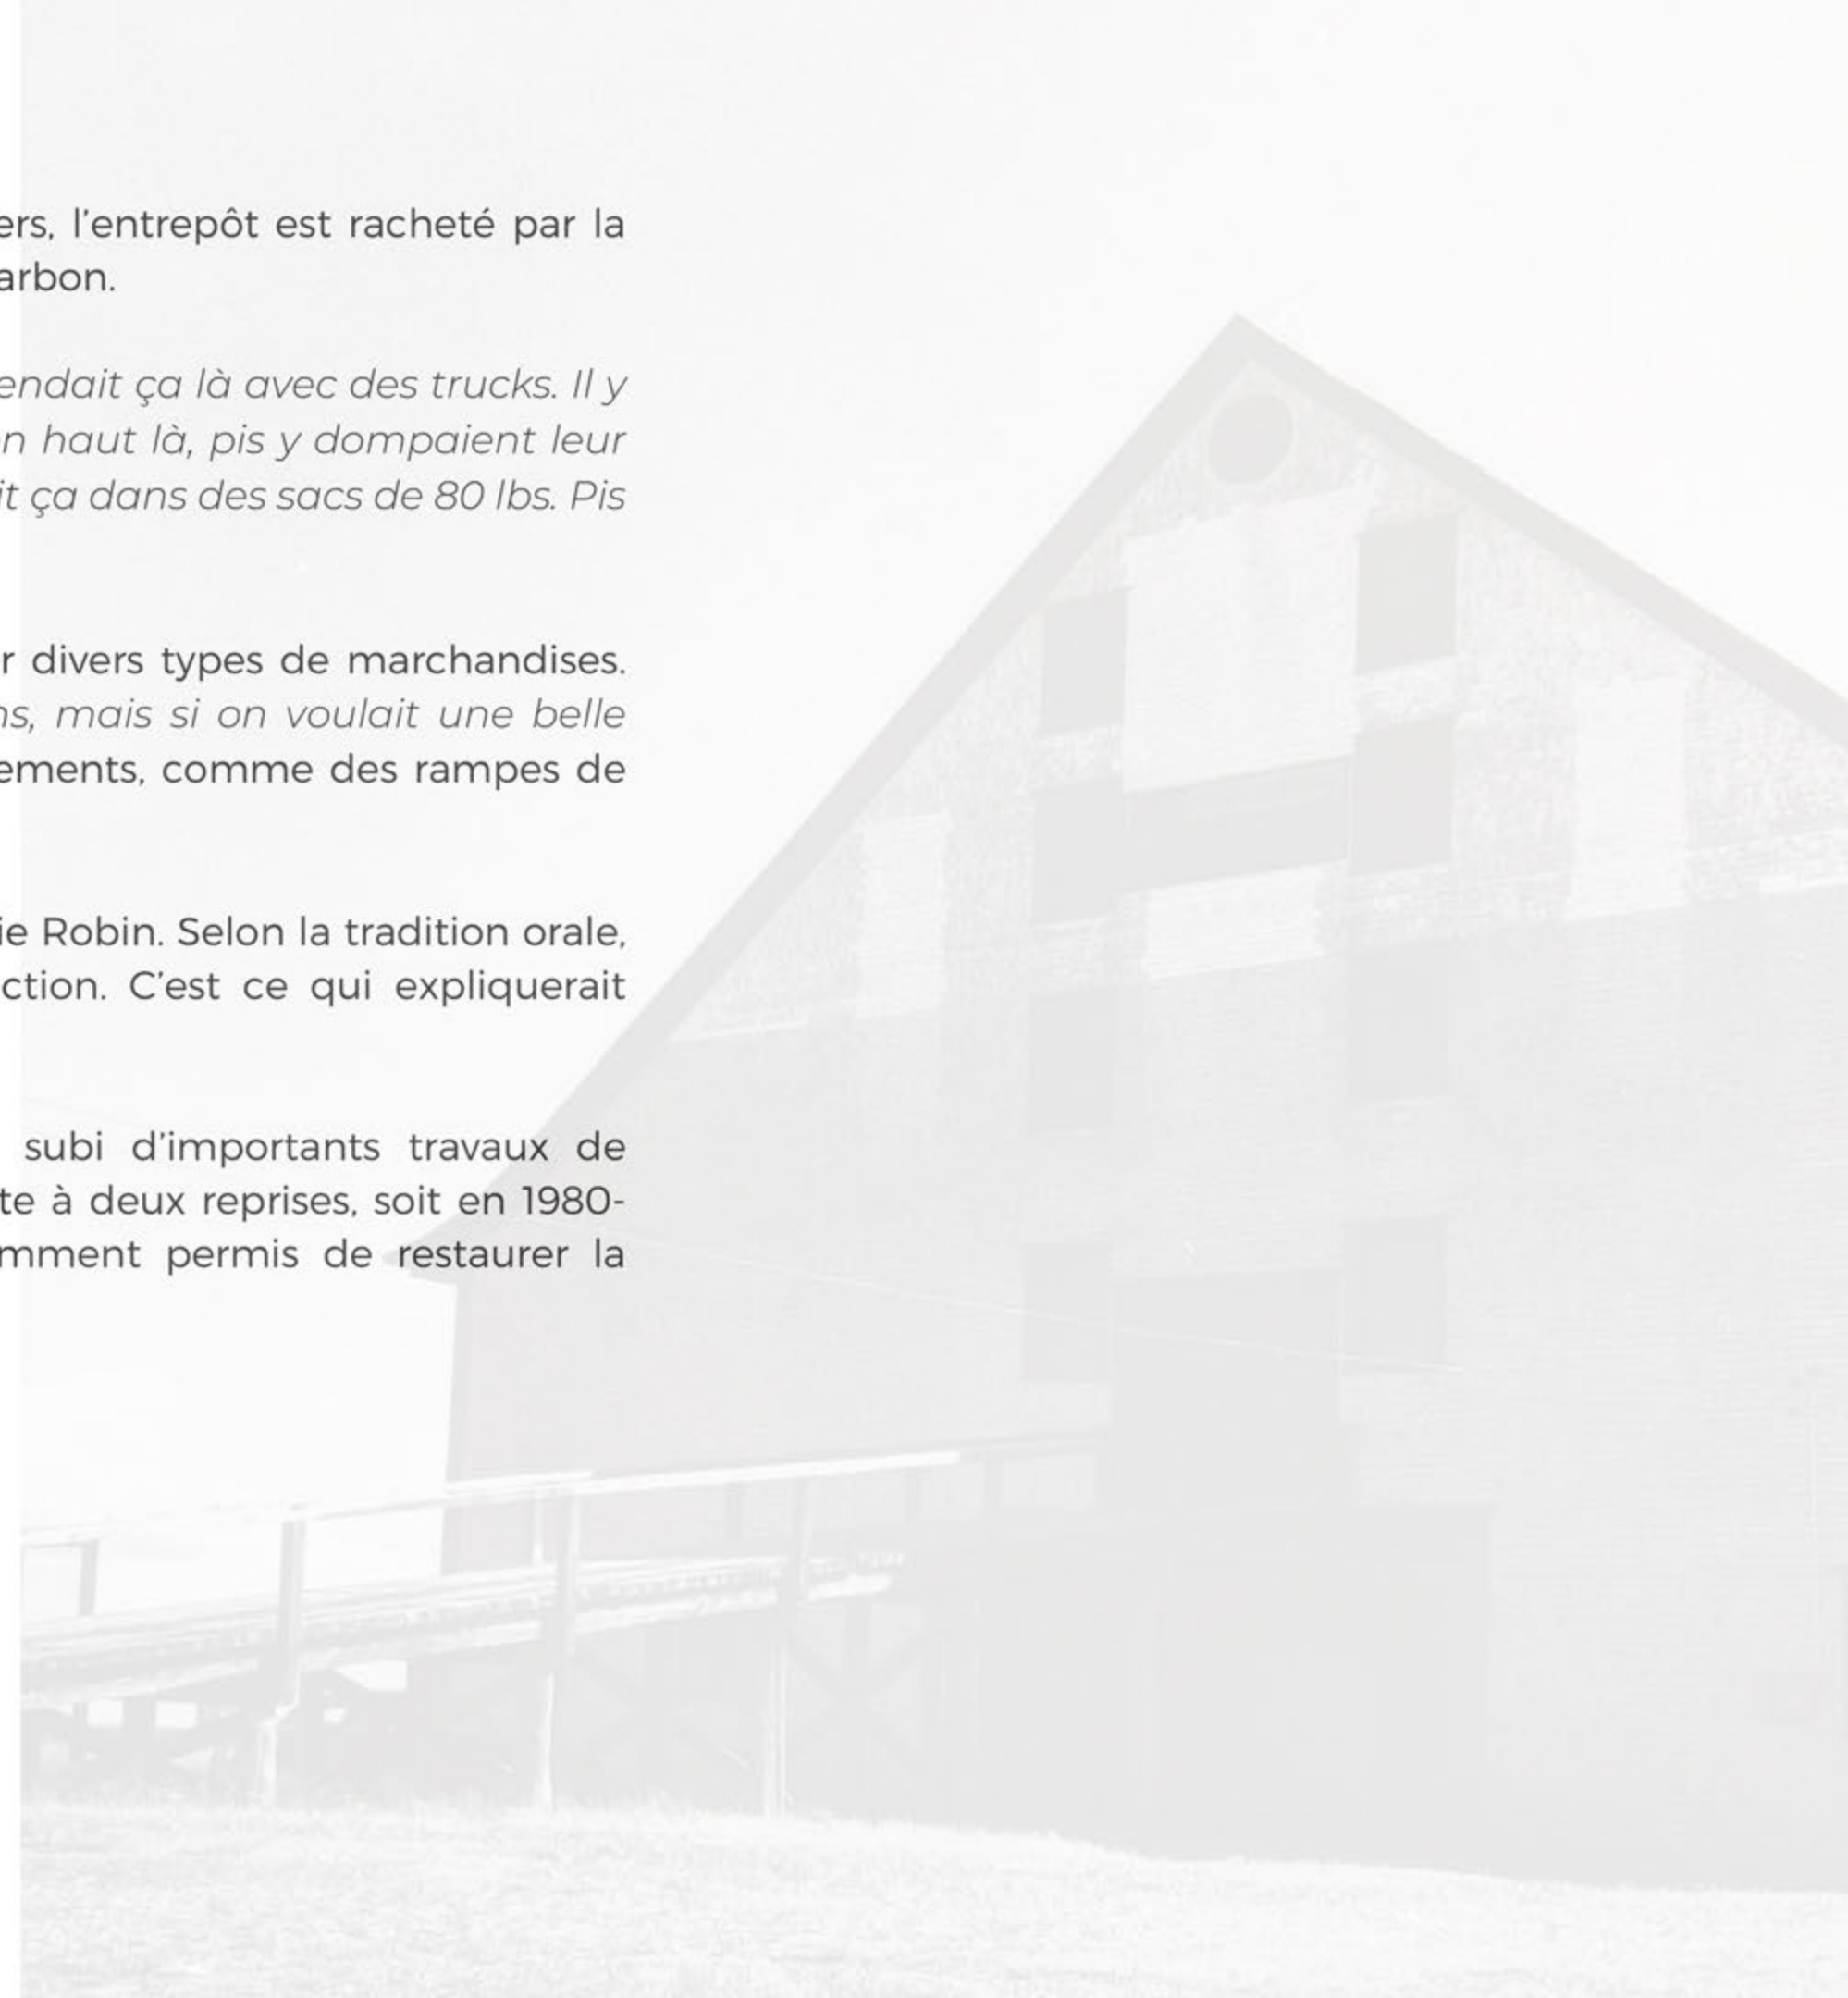 ers, l'entrepôt est racheté par la
arbon.
endait ça là avec des trucks. Il y
n haut là, pis y dompaient leur
it ça dans des sacs de 80 lbs. Pis
r divers types de marchandises.
ns, mais si on voulait une belle
ements, comme des rampes de
ie Robin. Selon la tradition orale,
ction. C'est ce qui expliquerait
subi d'importants travaux de
te à deux reprises, soit en 1980-
mment permis de restaurer la